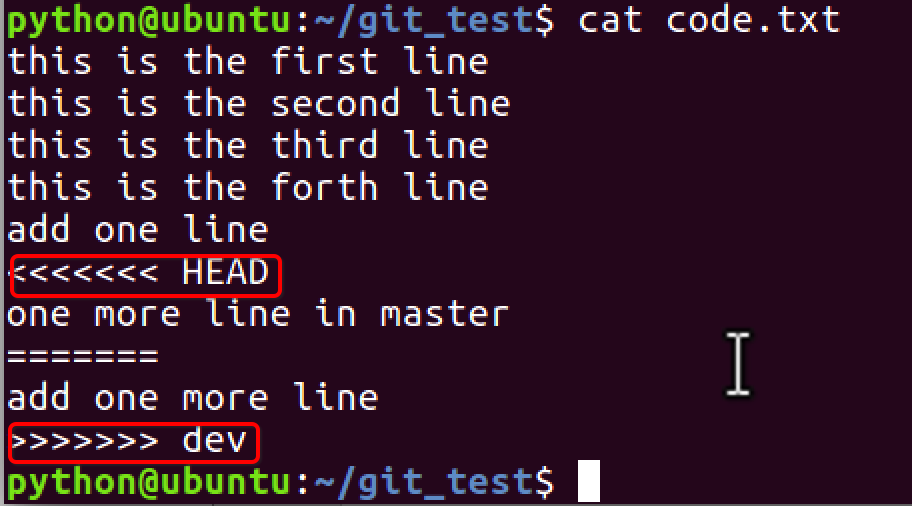 python@ubuntu:~/git_test$ cat code.txt
this is the first line
this is the second line
this is the third line
this is the forth line
add one line
<<<<<<< HEAD
one more line in master
=======
add one more line
>>>>>>> dev
python@ubuntu:~/git_test$